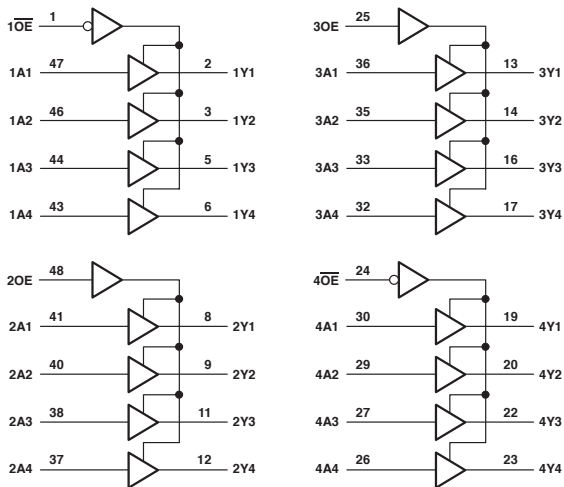 1O̅E̅ 1
1A1 47 2 1Y1
1A2 46 3 1Y2
1A3 44 5 1Y3
1A4 43 6 1Y4
3OE 25
3A1 36 13 3Y1
3A2 35 14 3Y2
3A3 33 16 3Y3
3A4 32 17 3Y4
2OE 48
2A1 41 8 2Y1
2A2 40 9 2Y2
2A3 38 11 2Y3
2A4 37 12 2Y4
4O̅E̅ 24
4A1 30 19 4Y1
4A2 29 20 4Y2
4A3 27 22 4Y3
4A4 26 23 4Y4